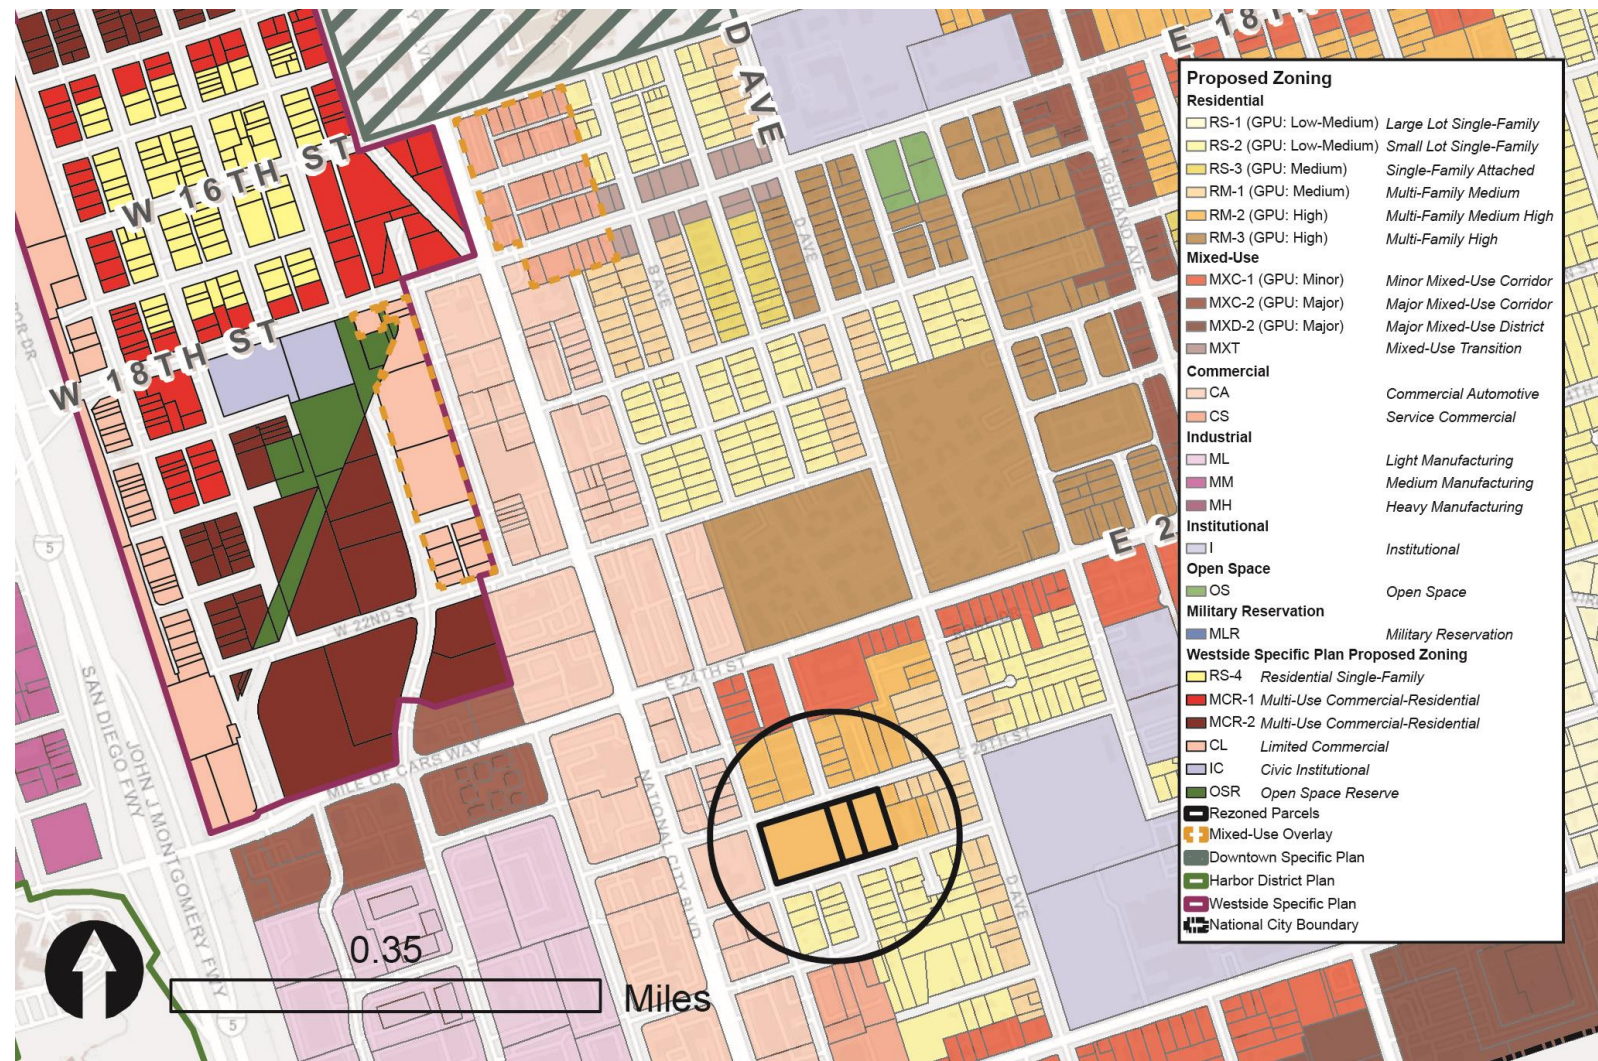 D AVE
E 18TH
W 16TH ST
W 18TH ST
B AVE
D AVE
HIGHLAND AVE
E 2
W 22ND ST
E 24TH ST
MILE OF CARS WAY
E 26TH ST
NATIONAL CITY BLVD
D AVE
SAN DIEGO FWY
JOHN J MONTGOMERY FWY
5
5
0.35
Miles
Proposed Zoning
Residential
RS-1 (GPU: Low-Medium) Large Lot Single-Family
RS-2 (GPU: Low-Medium) Small Lot Single-Family
RS-3 (GPU: Medium) Single-Family Attached
RM-1 (GPU: Medium) Multi-Family Medium
RM-2 (GPU: High) Multi-Family Medium High
RM-3 (GPU: High) Multi-Family High
Mixed-Use
MXC-1 (GPU: Minor) Minor Mixed-Use Corridor
MXC-2 (GPU: Major) Major Mixed-Use Corridor
MXD-2 (GPU: Major) Major Mixed-Use District
MXT Mixed-Use Transition
Commercial
CA Commercial Automotive
CS Service Commercial
Industrial
ML Light Manufacturing
MM Medium Manufacturing
MH Heavy Manufacturing
Institutional
I Institutional
Open Space
OS Open Space
Military Reservation
MLR Military Reservation
Westside Specific Plan Proposed Zoning
RS-4 Residential Single-Family
MCR-1 Multi-Use Commercial-Residential
MCR-2 Multi-Use Commercial-Residential
CL Limited Commercial
IC Civic Institutional
OSR Open Space Reserve
Rezoned Parcels
Mixed-Use Overlay
Downtown Specific Plan
Harbor District Plan
Westside Specific Plan
National City Boundary